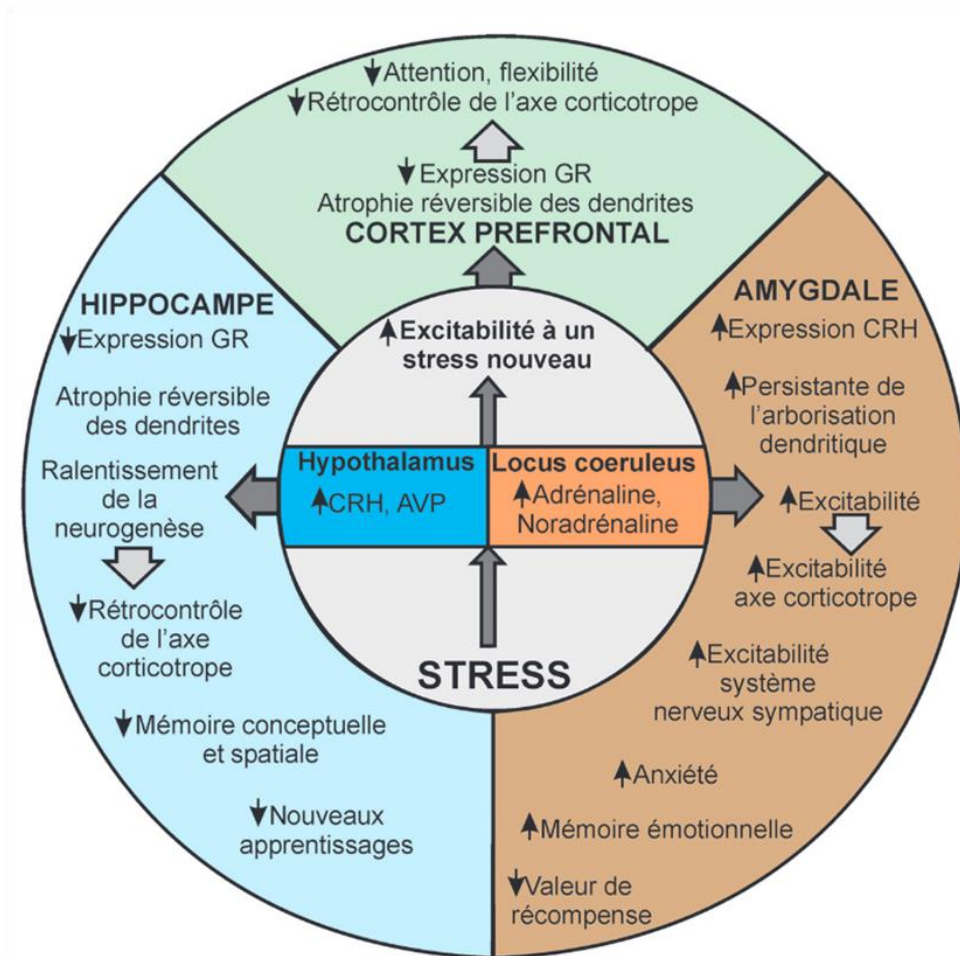 ↓Attention, flexibilité
↓Rétrocontrôle de l'axe corticotrope
↓Expression GR
Atrophie réversible des dendrites
CORTEX PREFRONTAL
HIPPOCAMPE
↓Expression GR
Atrophie réversible
des dendrites
Ralentissement
de la
neurogenèse
↓Rétrocontrôle
de l'axe
corticotrope
↓Mémoire conceptuelle
et spatiale
↓Nouveaux
apprentissages
↑Excitabilité à un
stress nouveau
Hypothalamus
↑CRH, AVP
Locus coeruleus
↑Adrénaline,
Noradrénaline
STRESS
AMYGDALE
↑Expression CRH
↑Persistante de
l'arborisation
dendritique
↑Excitabilité
↑Excitabilité
axe corticotrope
↑Excitabilité
système
nerveux sympatique
↑Anxiété
↑Mémoire émotionnelle
↓Valeur de
récompense